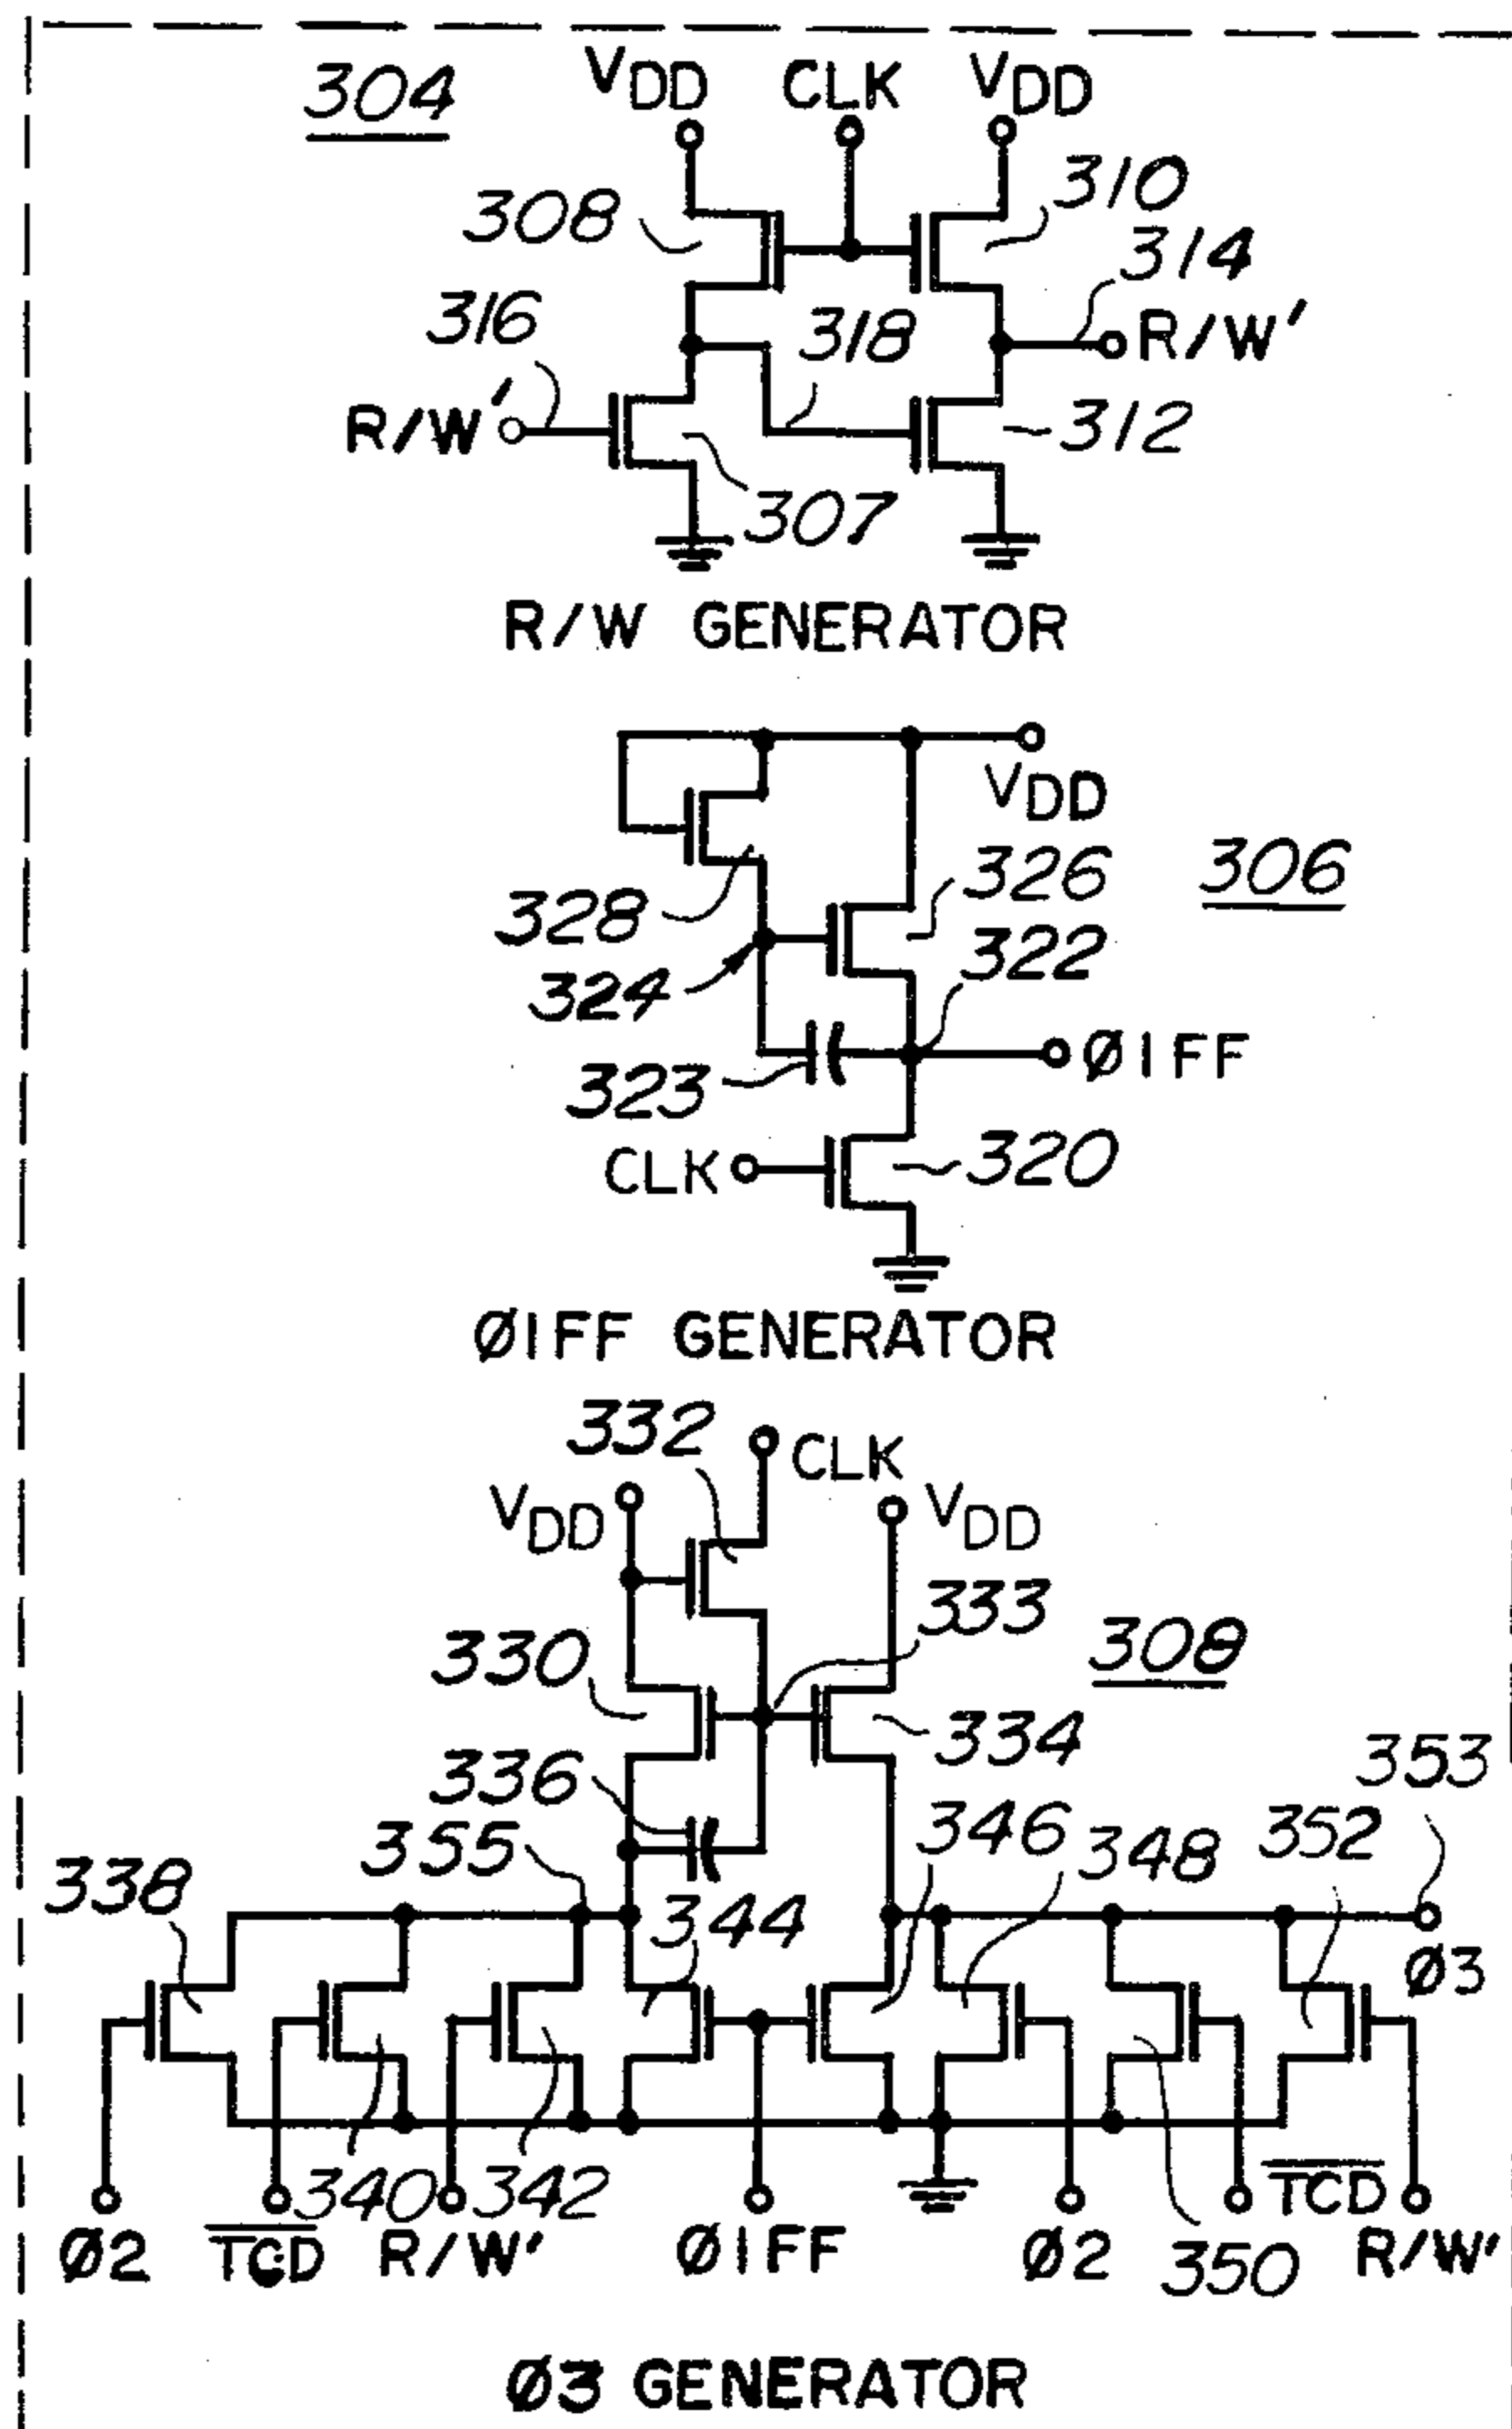 304
VDD CLK VDD
308 310
314
316 318 R/W'
R/W' 312
307
R/W GENERATOR
VDD
328 326 306
324 322
323 Ø1FF
CLK 320
Ø1FF GENERATOR
332 CLK
VDD VDD
333
330 308
334
336 353
355 346 348 352
338 344
Ø3
340 342 TCD
Ø2 TCD R/W' Ø1FF Ø2 350 R/W'
Ø3 GENERATOR